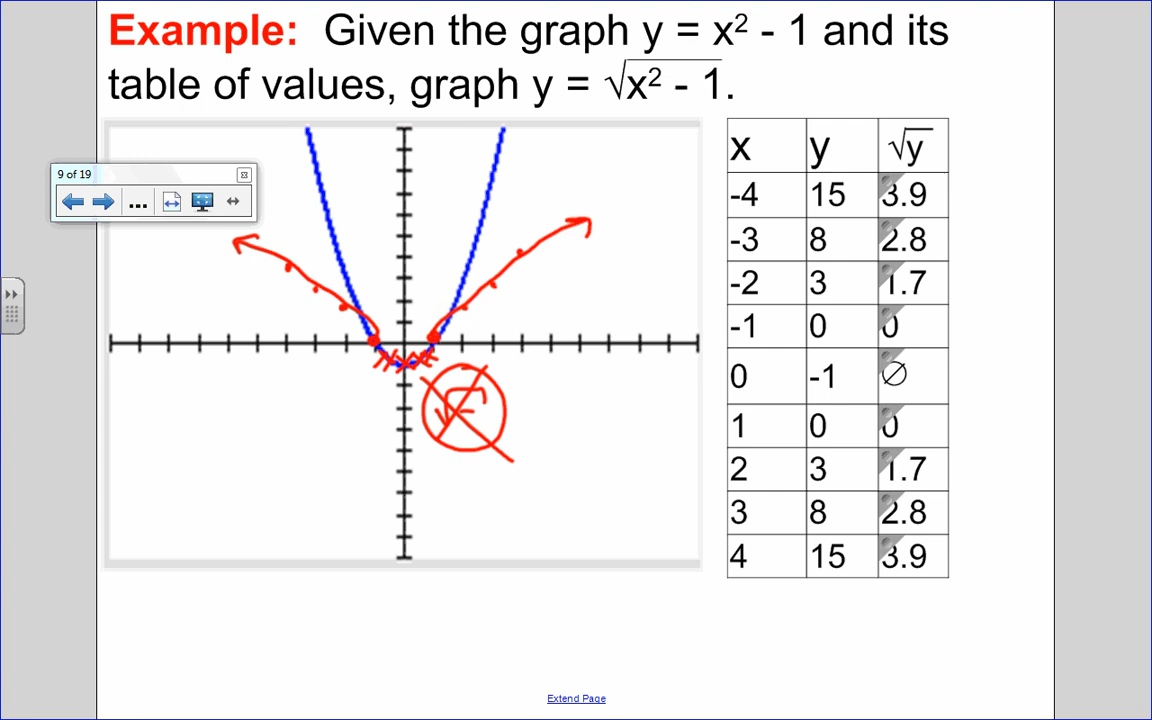 Example: Given the graph y = x² - 1 and its
table of values, graph y = √x² - 1.
9 of 19
...
x y √y
-4 15 3.9
-3 8 2.8
-2 3 1.7
-1 0 0
0 -1 ∅
1 0 0
2 3 1.7
3 8 2.8
4 15 3.9
Extend Page